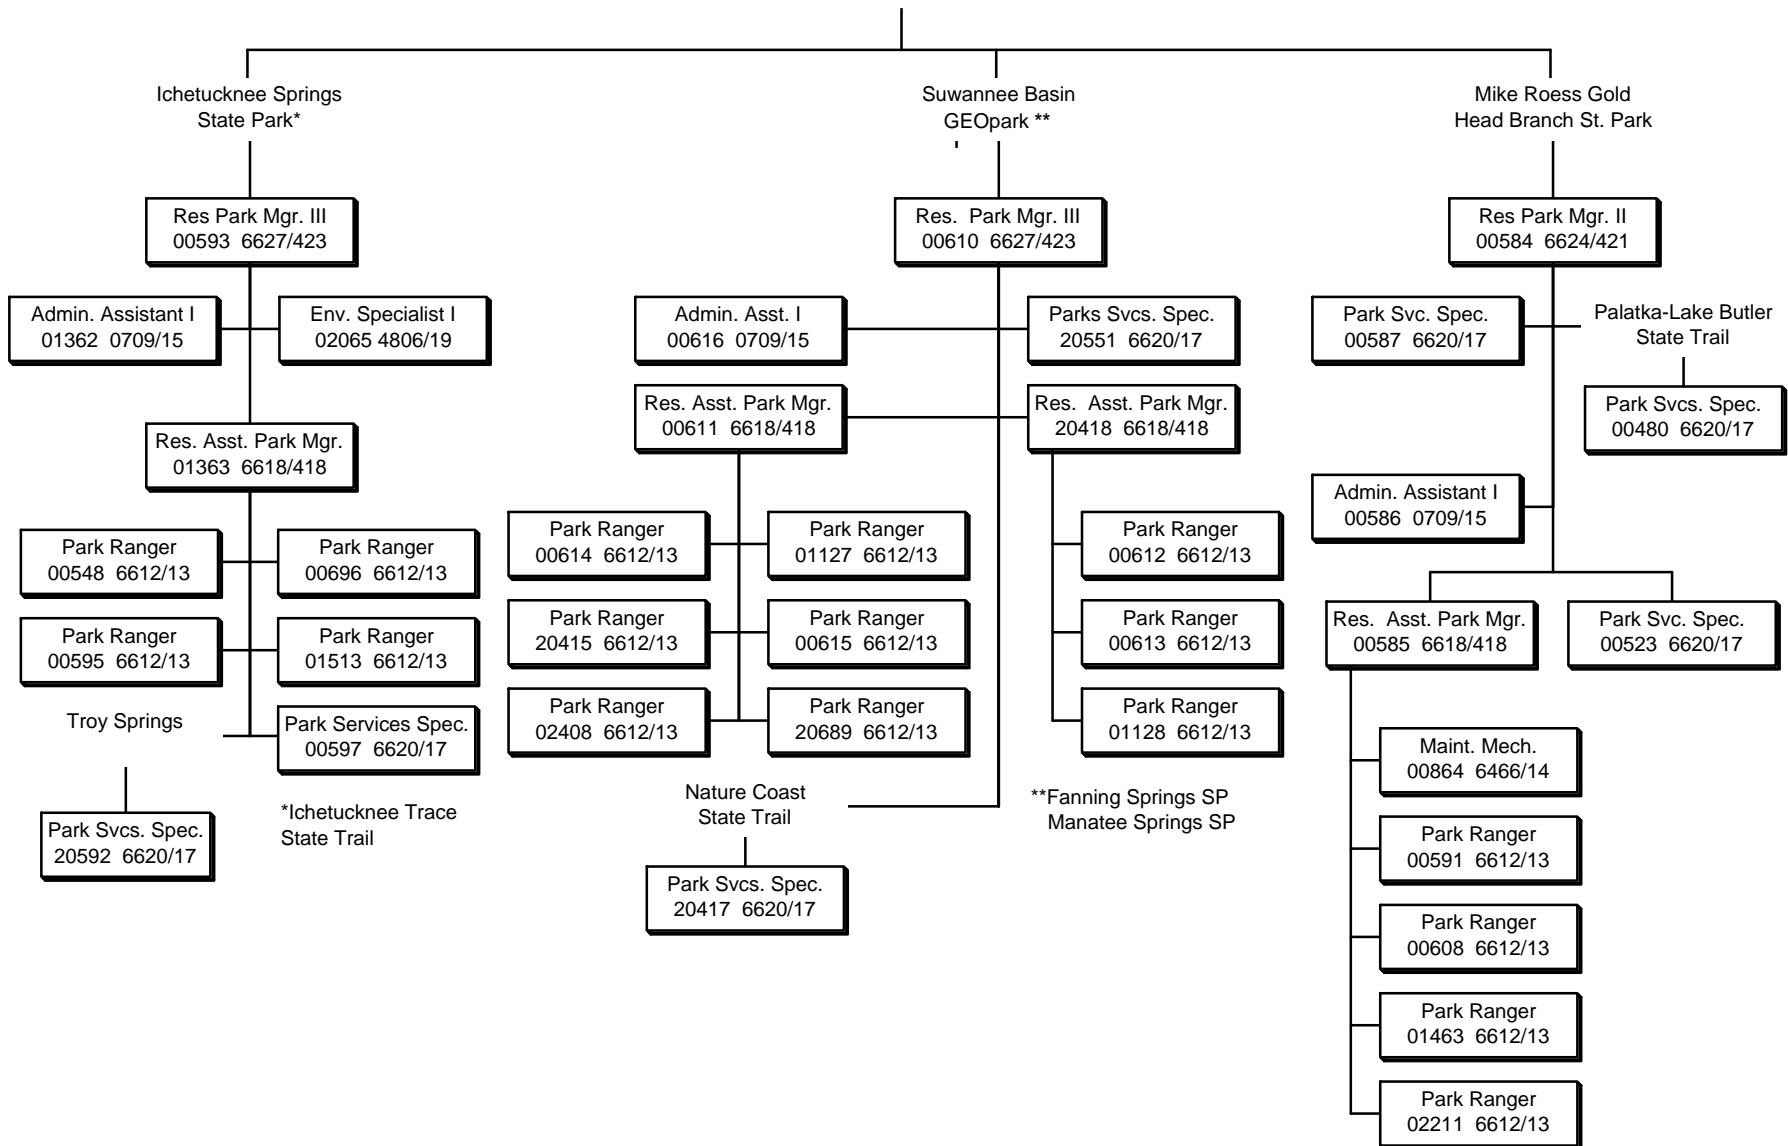 Ichetucknee Springs
State Park*
Suwannee Basin
GEOpark **
Mike Roess Gold
Head Branch St. Park
Res Park Mgr. III
00593 6627/423
Res. Park Mgr. III
00610 6627/423
Res Park Mgr. II
00584 6624/421
Admin. Assistant I
01362 0709/15
Env. Specialist I
02065 4806/19
Admin. Asst. I
00616 0709/15
Parks Svcs. Spec.
20551 6620/17
Park Svc. Spec.
00587 6620/17
Palatka-Lake Butler
State Trail
Res. Asst. Park Mgr.
01363 6618/418
Res. Asst. Park Mgr.
00611 6618/418
Res. Asst. Park Mgr.
20418 6618/418
Park Svcs. Spec.
00480 6620/17
Admin. Assistant I
00586 0709/15
Park Ranger
00548 6612/13
Park Ranger
00696 6612/13
Park Ranger
00614 6612/13
Park Ranger
01127 6612/13
Park Ranger
00612 6612/13
Park Ranger
00595 6612/13
Park Ranger
01513 6612/13
Park Ranger
20415 6612/13
Park Ranger
00615 6612/13
Park Ranger
00613 6612/13
Res. Asst. Park Mgr.
00585 6618/418
Park Svc. Spec.
00523 6620/17
Troy Springs
Park Services Spec.
00597 6620/17
Park Ranger
02408 6612/13
Park Ranger
20689 6612/13
Park Ranger
01128 6612/13
Maint. Mech.
00864 6466/14
Park Svcs. Spec.
20592 6620/17
*Ichetucknee Trace
State Trail
Nature Coast
State Trail
**Fanning Springs SP
Manatee Springs SP
Park Ranger
00591 6612/13
Park Svcs. Spec.
20417 6620/17
Park Ranger
00608 6612/13
Park Ranger
01463 6612/13
Park Ranger
02211 6612/13